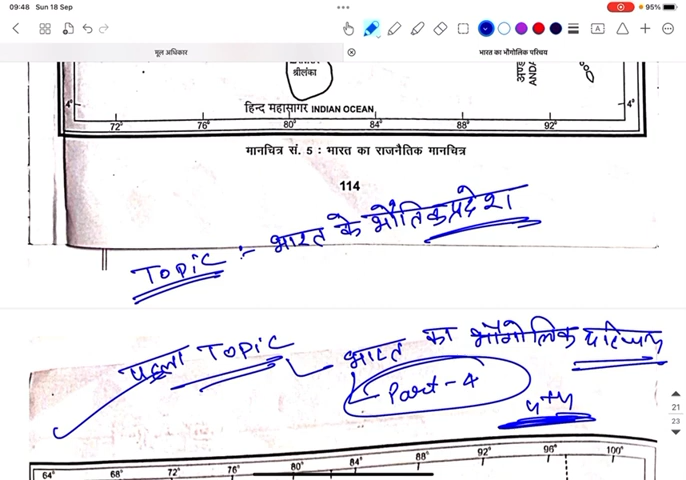 09:48 Sun 18 Sep
95%
मूल अधिकार
भारत का भौगोलिक परिचय
श्रीलंका
4° हिन्द महासागर INDIAN OCEAN 4°
72° 76° 80° 84° 88° 92°
मानचित्र सं. 5 : भारत का राजनैतिक मानचित्र
114
Topic :- भारत के भौतिक प्रदेश
पहला Topic भारत का भौगोलिक परिचय
Part-4
21
23
64° 68° 72° 76° 80° 84° 88° 92° 96° 100°